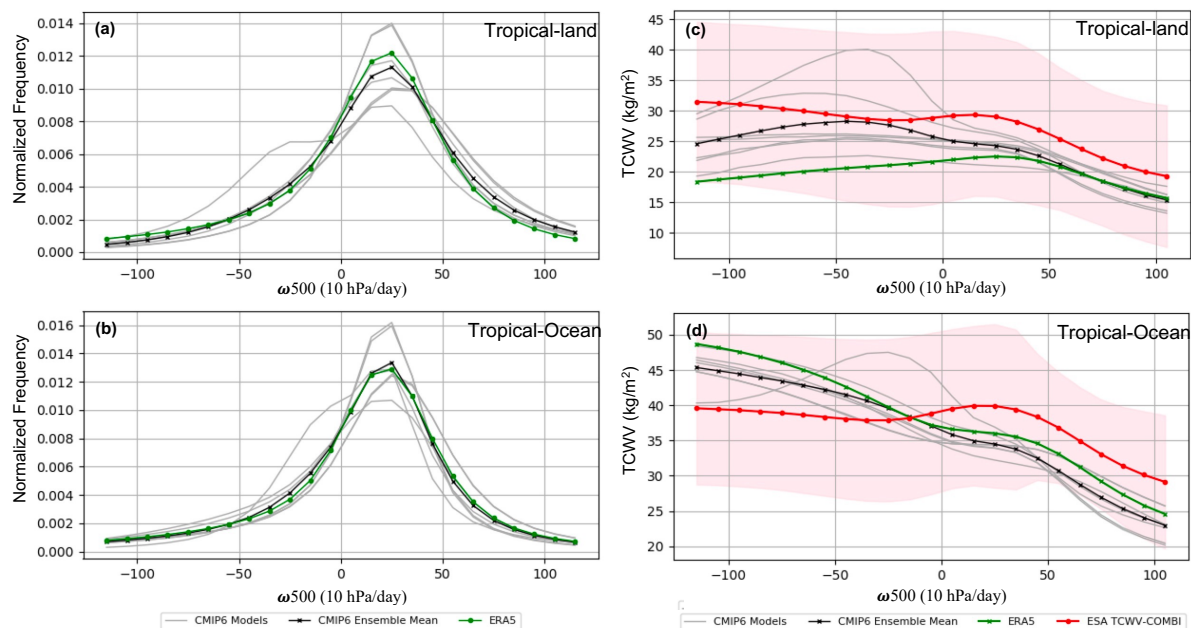 (a)
Tropical-land
Normalized Frequency
0.014
0.012
0.010
0.008
0.006
0.004
0.002
0.000
−100
−50
0
50
100
ω500 (10 hPa/day)
(c)
Tropical-land
TCWV (kg/m²)
45
40
35
30
25
20
15
10
−100
−50
0
50
100
ω500 (10 hPa/day)
(b)
Tropical-Ocean
Normalized Frequency
0.016
0.014
0.012
0.010
0.008
0.006
0.004
0.002
0.000
−100
−50
0
50
100
ω500 (10 hPa/day)
(d)
Tropical-Ocean
TCWV (kg/m²)
50
45
40
35
30
25
20
−100
−50
0
50
100
ω500 (10 hPa/day)
CMIP6 Models
CMIP6 Ensemble Mean
ERA5
CMIP6 Models
CMIP6 Ensemble Mean
ERA5
ESA TCWV-COMBI